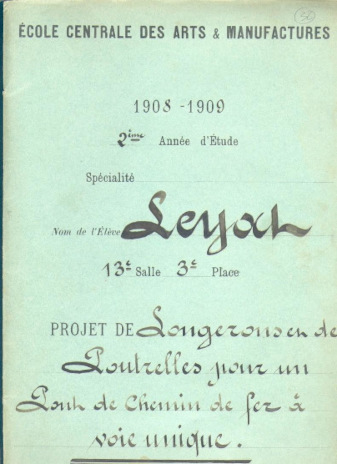 (50)
ÉCOLE CENTRALE DES ARTS & MANUFACTURES
1908-1909
2ème Année d'Étude
Spécialité
Nom de l'Élève Leyat
13e Salle 3e Place
PROJET DE Longerons en de
Poutrelles pour un
Pont de Chemin de fer à
voie unique.